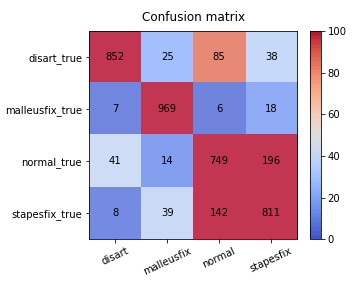 Confusion matrix
disart_true 852 25 85 38
malleusfix_true 7 969 6 18
normal_true 41 14 749 196
stapesfix_true 8 39 142 811
disart malleusfix normal stapesfix
100
80
60
40
20
0